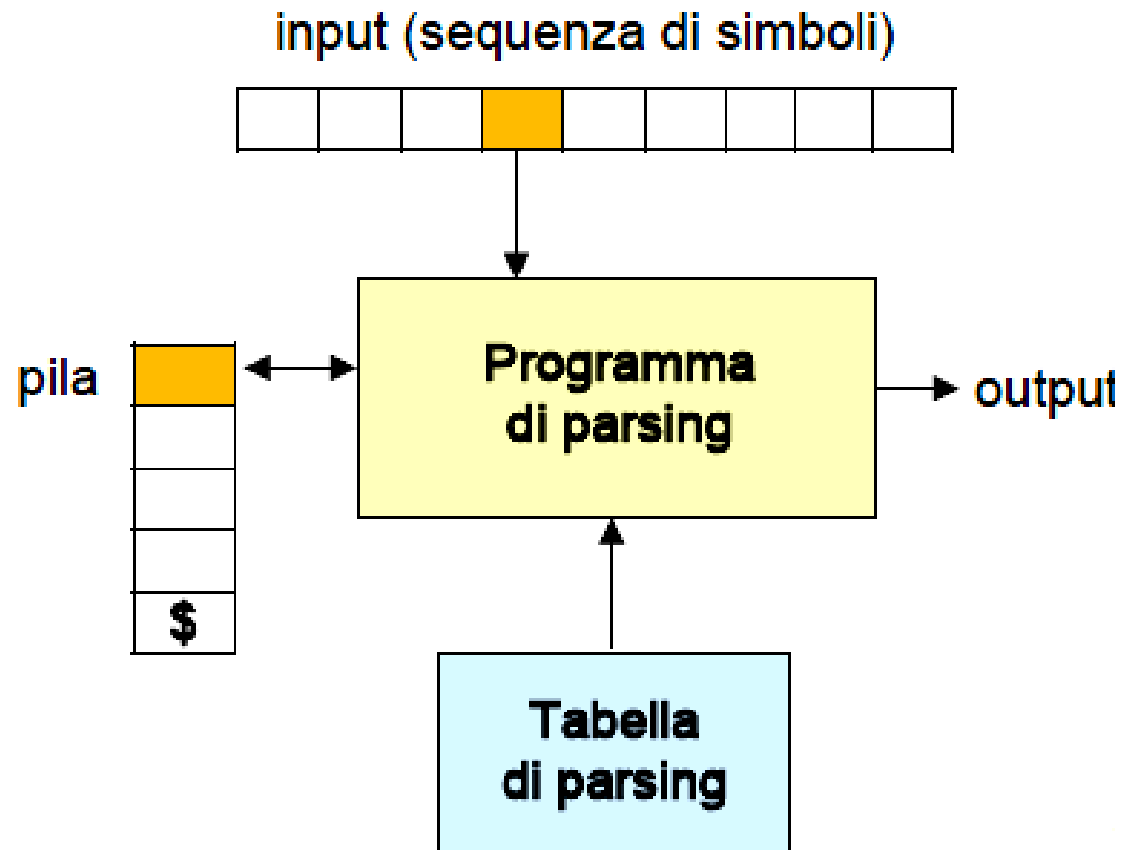 input (sequenza di simboli)
pila
Programma
di parsing
output
$
Tabella
di parsing